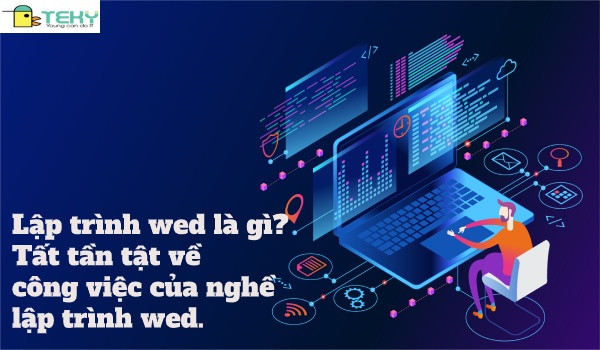 TEKY
Young can do IT
Lập trình wed là gì?
Tất tần tật về
công việc của nghề
lập trình wed.